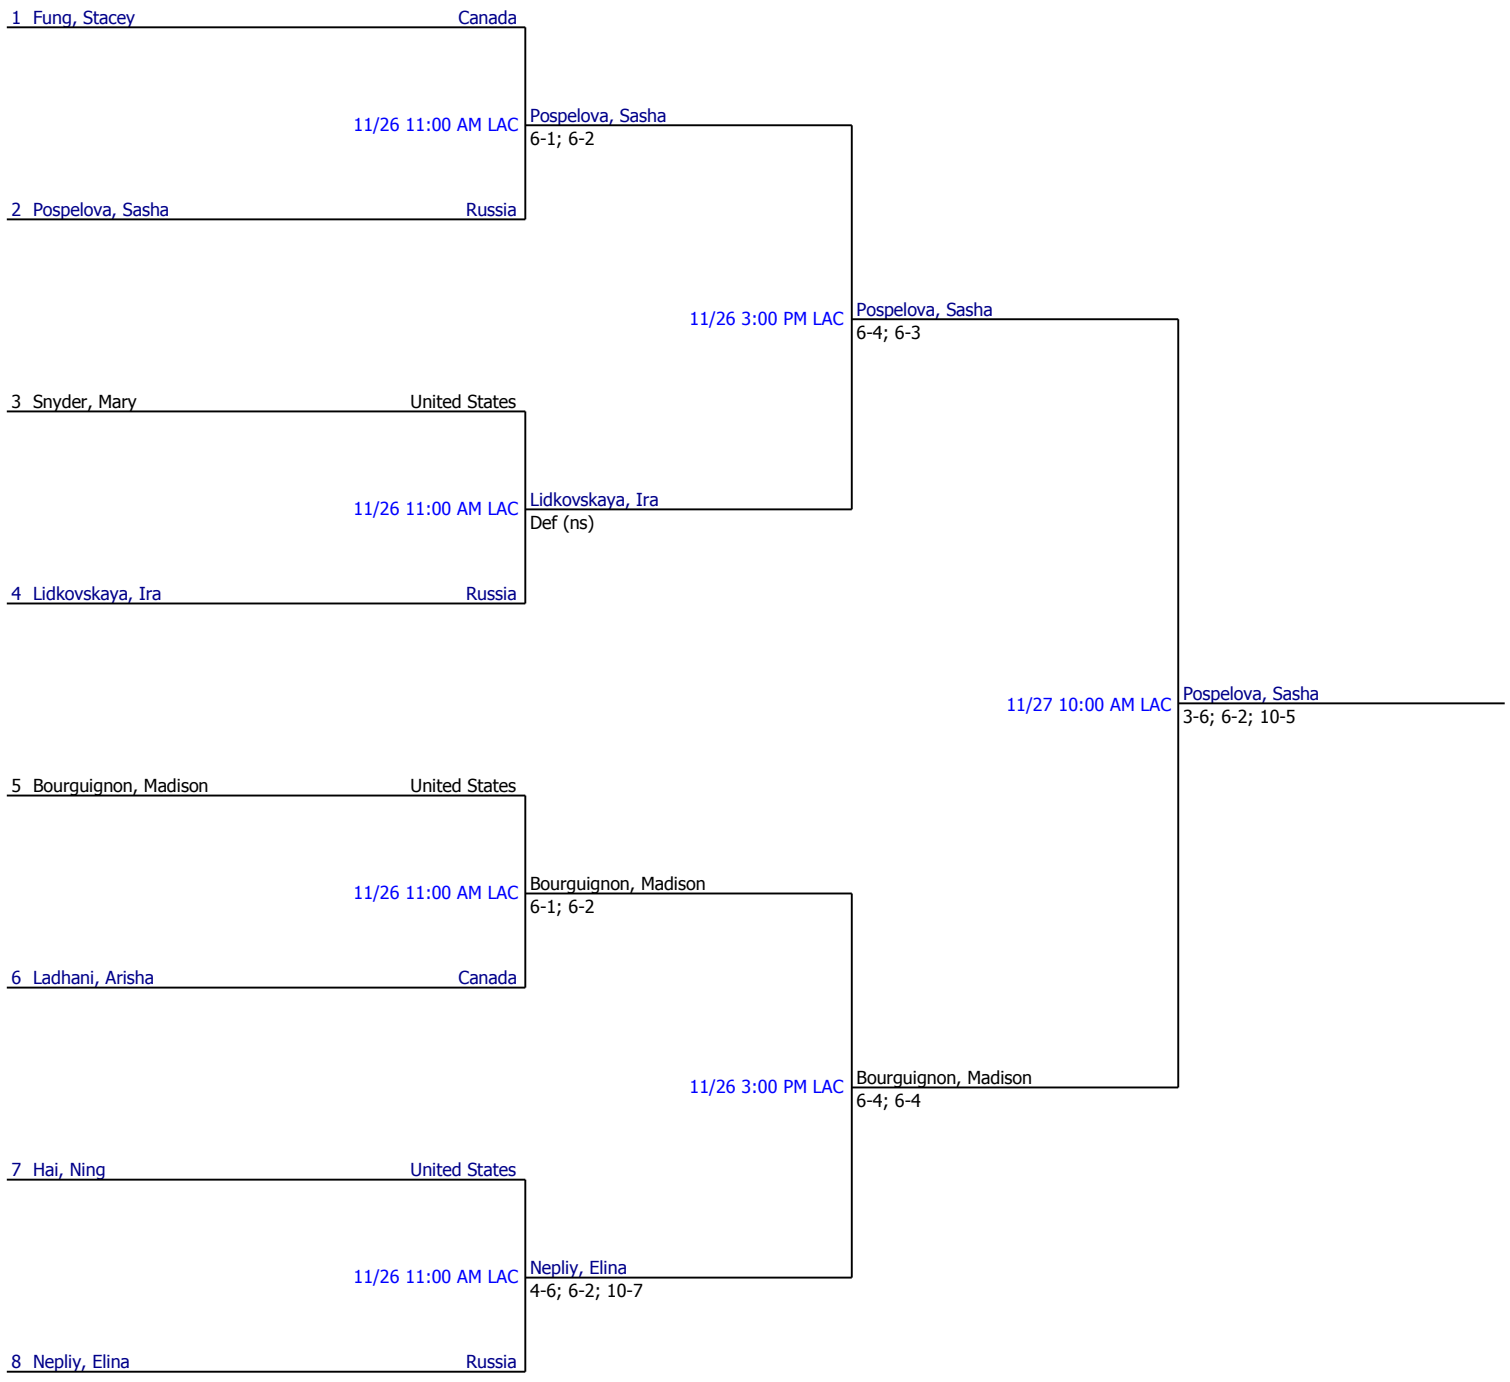 1 Fung, Stacey Canada
11/26 11:00 AM LAC Pospelova, Sasha
6-1; 6-2
2 Pospelova, Sasha Russia
11/26 3:00 PM LAC Pospelova, Sasha
6-4; 6-3
3 Snyder, Mary United States
11/26 11:00 AM LAC Lidkovskaya, Ira
Def (ns)
4 Lidkovskaya, Ira Russia
11/27 10:00 AM LAC Pospelova, Sasha
3-6; 6-2; 10-5
5 Bourguignon, Madison United States
11/26 11:00 AM LAC Bourguignon, Madison
6-1; 6-2
6 Ladhani, Arisha Canada
11/26 3:00 PM LAC Bourguignon, Madison
6-4; 6-4
7 Hai, Ning United States
11/26 11:00 AM LAC Nepliy, Elina
4-6; 6-2; 10-7
8 Nepliy, Elina Russia